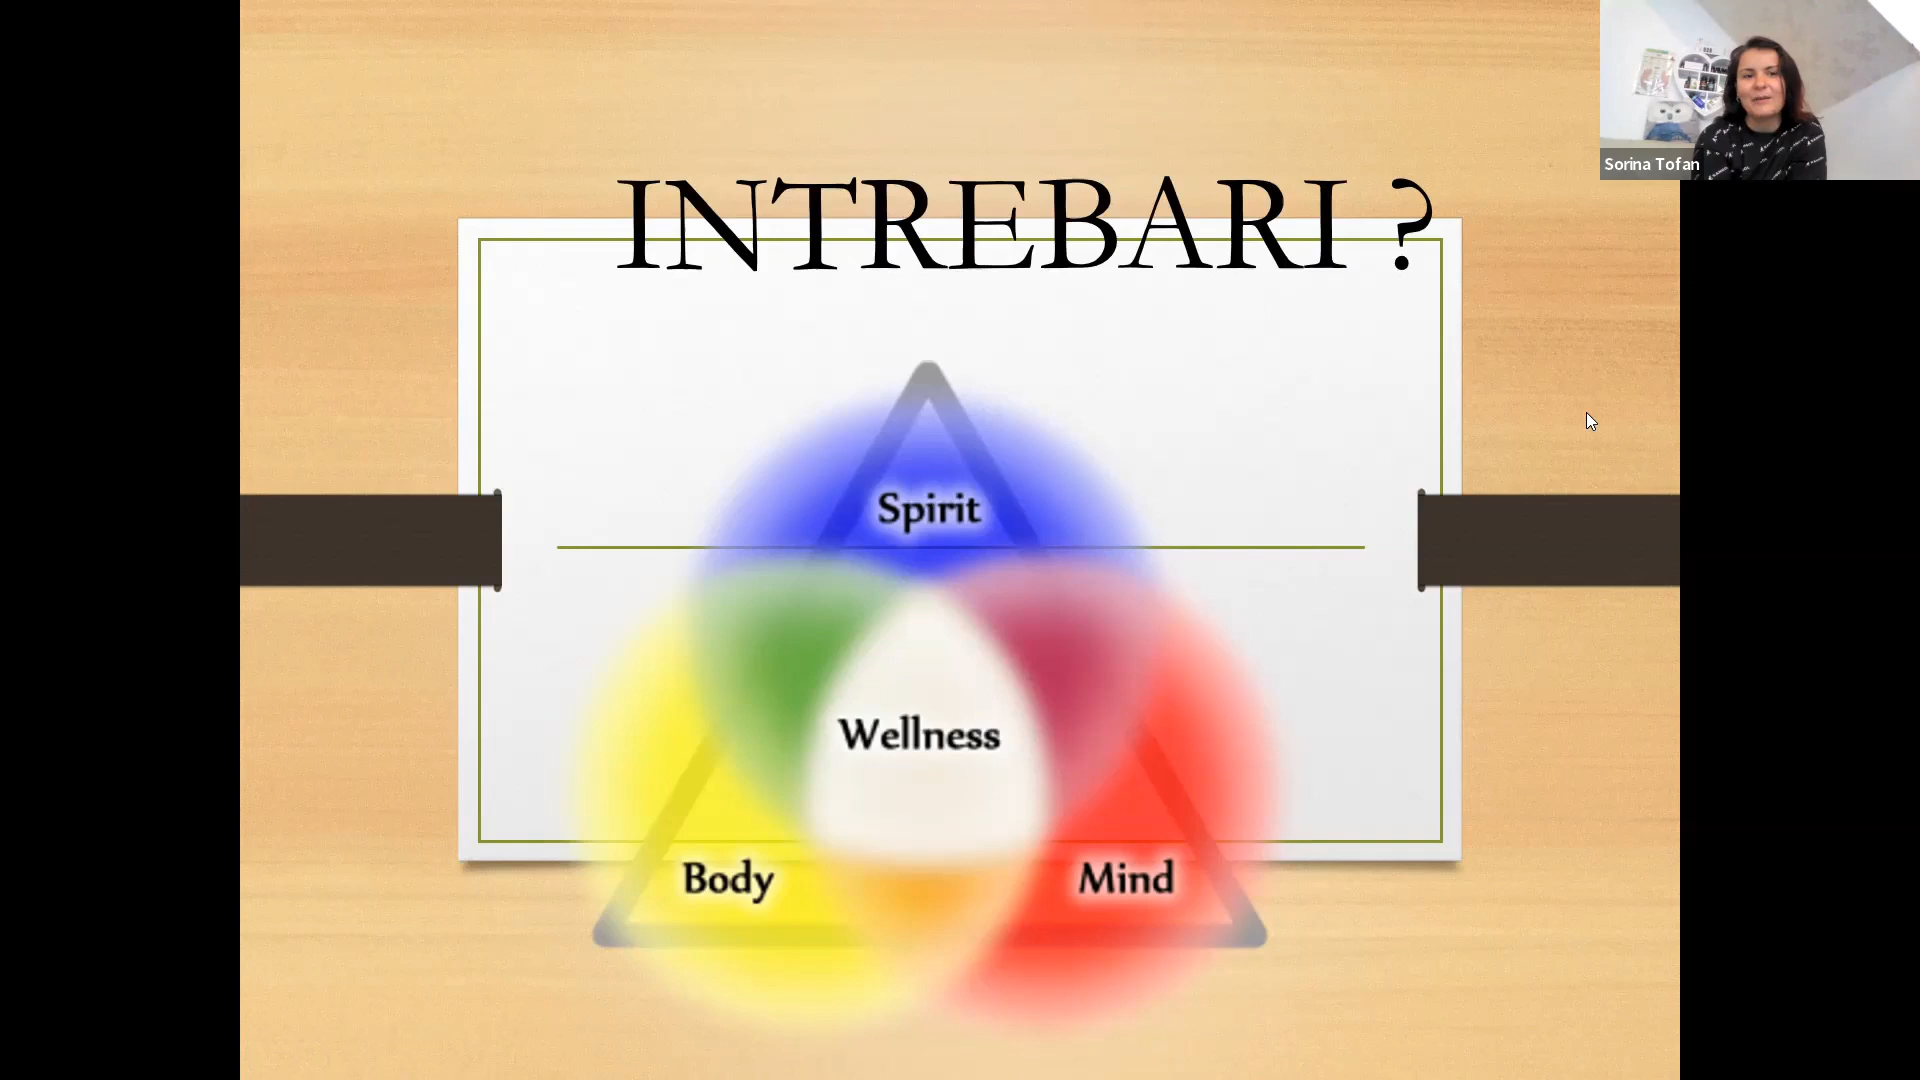 INTREBARI ?
Sorina Tofan
Spirit
Wellness
Body
Mind